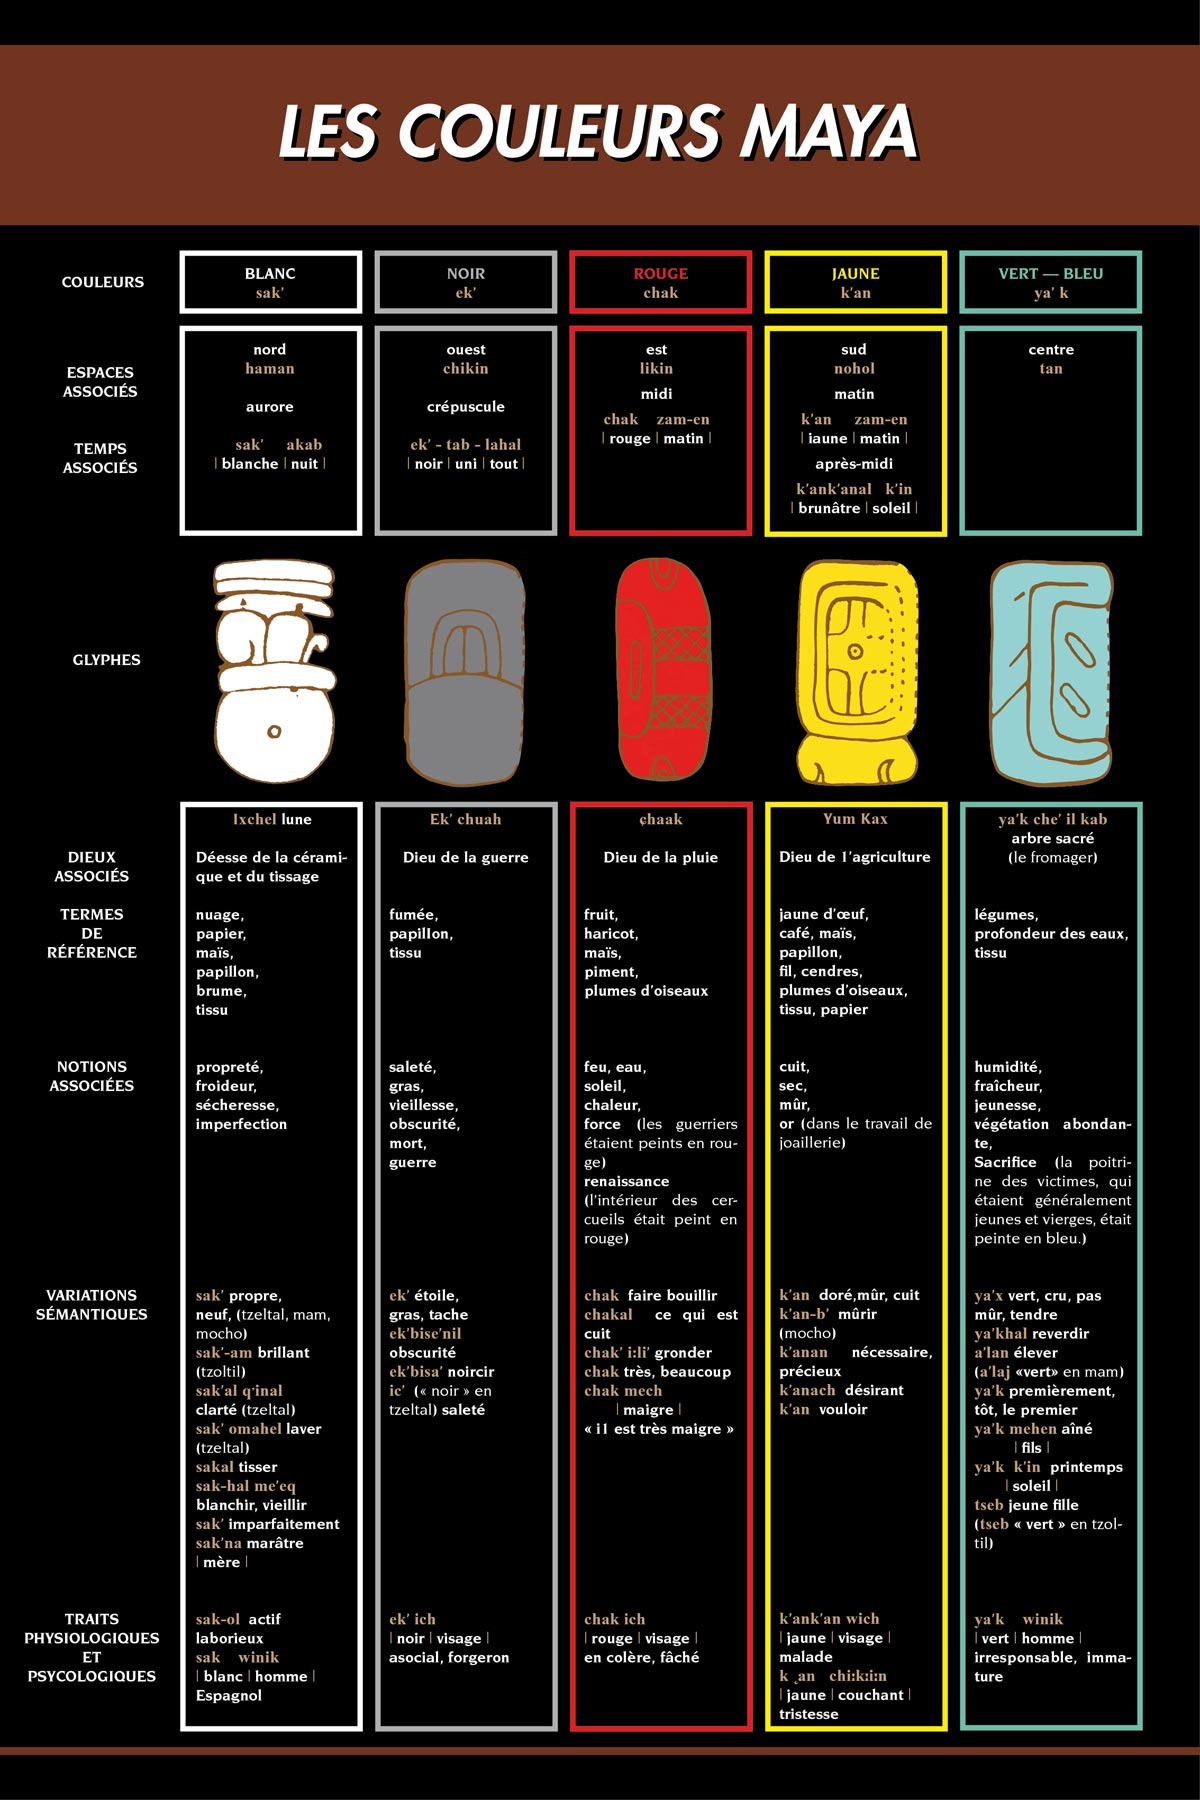 LES COULEURS MAYA
COULEURS
BLANC
sak'
NOIR
ek'
ROUGE
chak
JAUNE
k'an
VERT — BLEU
ya' k
ESPACES
ASSOCIÉS
TEMPS
ASSOCIÉS
nord
haman
aurore
sak' akab
| blanche | nuit |
ouest
chikin
crépuscule
ek' - tab - lahal
| noir | uni | tout |
est
likin
midi
chak zam-en
| rouge | matin |
sud
nohol
matin
k'an zam-en
| iaune | matin |
après-midi
k'ank'anal k'in
| brunâtre | soleil |
centre
tan
GLYPHES
DIEUX
ASSOCIÉS
TERMES
DE
RÉFÉRENCE
NOTIONS
ASSOCIÉES
VARIATIONS
SÉMANTIQUES
TRAITS
PHYSIOLOGIQUES
ET
PSYCOLOGIQUES
Ixchel lune
Déesse de la cérami-
que et du tissage
nuage,
papier,
maïs,
papillon,
brume,
tissu
propreté,
froideur,
sécheresse,
imperfection
sak' propre,
neuf, (tzeltal, mam,
mocho)
sak'-am brillant
(tzoltil)
sak'al q'inal
clarté (tzeltal)
sak' omahel laver
(tzeltal)
sakal tisser
sak-hal me'eq
blanchir, vieillir
sak' imparfaitement
sak'na marâtre
| mère |
sak-ol actif
laborieux
sak winik
| blanc | homme |
Espagnol
Ek' chuah
Dieu de la guerre
fumée,
papillon,
tissu
saleté,
gras,
vieillesse,
obscurité,
mort,
guerre
ek' étoile,
gras, tache
ek'bise'nil
obscurité
ek'bisa' noircir
ic' (« noir » en
tzeltal) saleté
ek' ich
| noir | visage |
asocial, forgeron
çhaak
Dieu de la pluie
fruit,
haricot,
maïs,
piment,
plumes d'oiseaux
feu, eau,
soleil,
chaleur,
force (les guerriers
étaient peints en rou-
ge)
renaissance
(l'intérieur des cer-
cueils était peint en
rouge)
chak faire bouillir
chakal ce qui est
cuit
chak' i:li' gronder
chak très, beaucoup
chak mech
| maigre |
« il est très maigre »
chak ich
| rouge | visage |
en colère, fâché
Yum Kax
Dieu de l'agriculture
jaune d'œuf,
café, maïs,
papillon,
fil, cendres,
plumes d'oiseaux,
tissu, papier
cuit,
sec,
mûr,
or (dans le travail de
joaillerie)
k'an doré,mûr, cuit
k'an-b' mûrir
(mocho)
k'anan nécessaire,
précieux
k'anach désirant
k'an vouloir
k'ank'an wich
| jaune | visage |
malade
k ˛an chi:k:i:n
| jaune | couchant |
tristesse
ya'k che' il kab
arbre sacré
(le fromager)
légumes,
profondeur des eaux,
tissu
humidité,
fraîcheur,
jeunesse,
végétation abondan-
te,
Sacrifice (la poitri-
ne des victimes, qui
étaient généralement
jeunes et vierges, était
peinte en bleu.)
ya'x vert, cru, pas
mûr, tendre
ya'khal reverdir
a'lan élever
(a'laj «vert» en mam)
ya'k premièrement,
tôt, le premier
ya'k mehen aîné
| fils |
ya'k k'in printemps
| soleil |
tseb jeune fille
(tseb « vert » en tzol-
til)
ya'k winik
| vert | homme |
irresponsable, imma-
ture